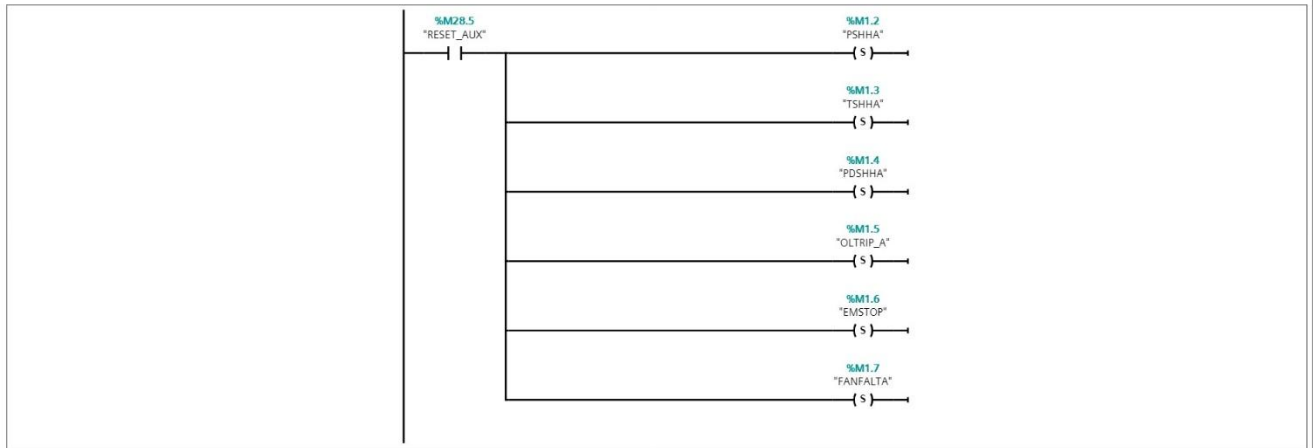 %M28.5
"RESET_AUX"
%M1.2
"PSHHA"
( S )
%M1.3
"TSHHA"
( S )
%M1.4
"PDSHHA"
( S )
%M1.5
"OLTRIP_A"
( S )
%M1.6
"EMSTOP"
( S )
%M1.7
"FANFALTA"
( S )